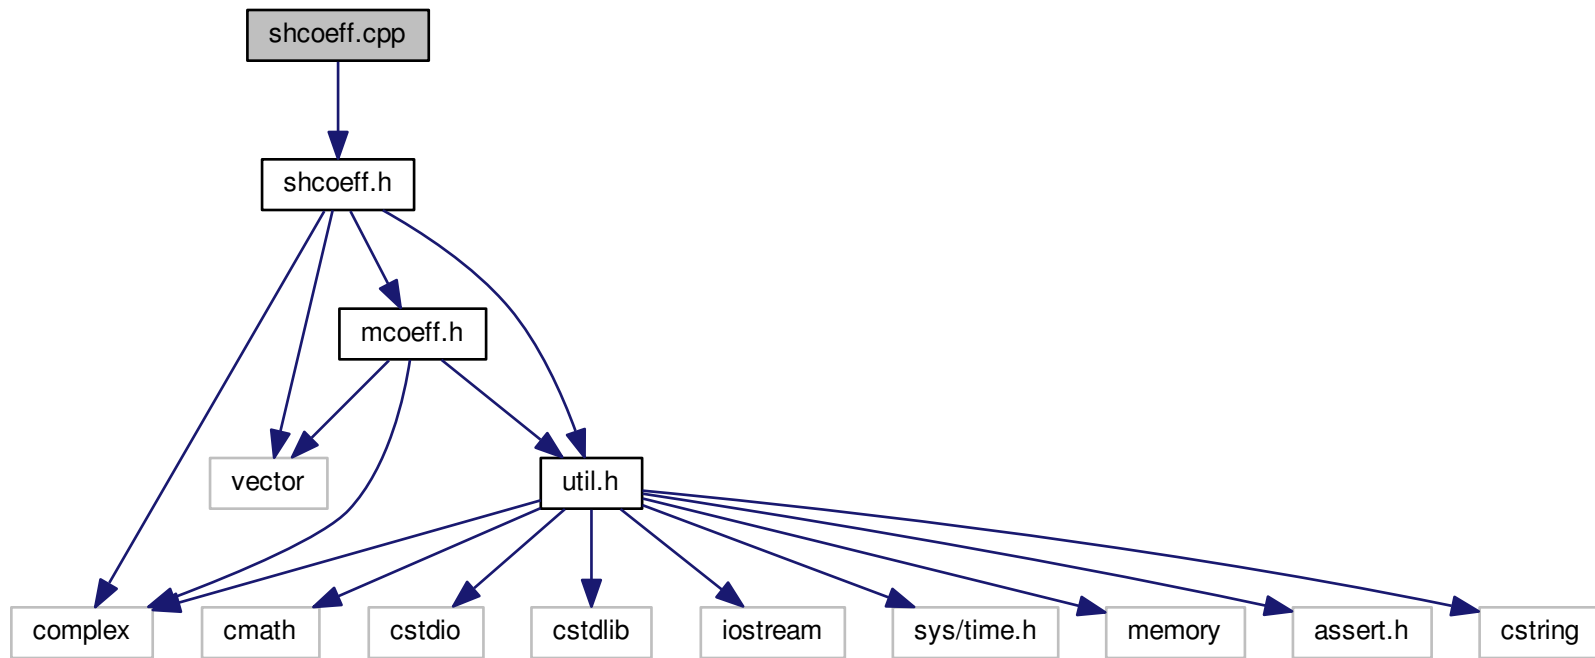 shcoeff.cpp
shcoeff.h
mcoeff.h
vector
util.h
complex
cmath
cstdio
cstdlib
iostream
sys/time.h
memory
assert.h
cstring